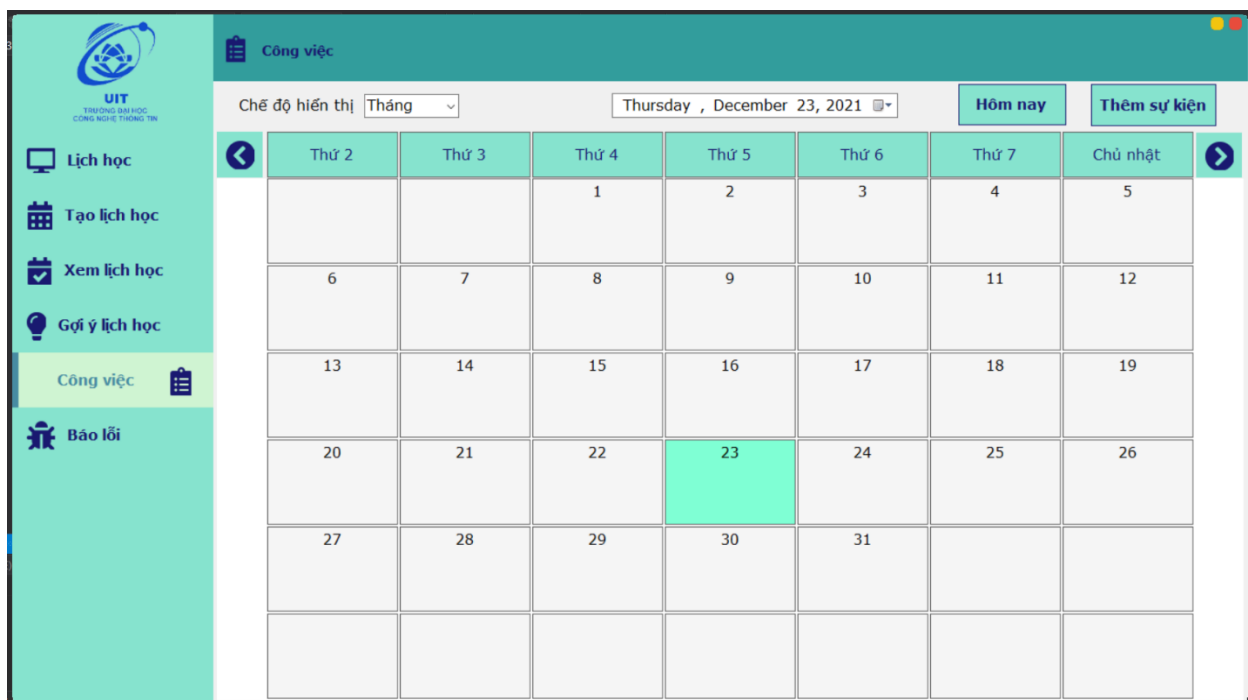 UIT
TRƯỜNG ĐẠI HỌC
CÔNG NGHỆ THÔNG TIN
Lịch học
Tạo lịch học
Xem lịch học
Gợi ý lịch học
Công việc
Báo lỗi
Công việc
Chế độ hiển thị Tháng Thursday , December 23, 2021 Hôm nay Thêm sự kiện
Thứ 2 Thứ 3 Thứ 4 Thứ 5 Thứ 6 Thứ 7 Chủ nhật
1 2 3 4 5
6 7 8 9 10 11 12
13 14 15 16 17 18 19
20 21 22 23 24 25 26
27 28 29 30 31